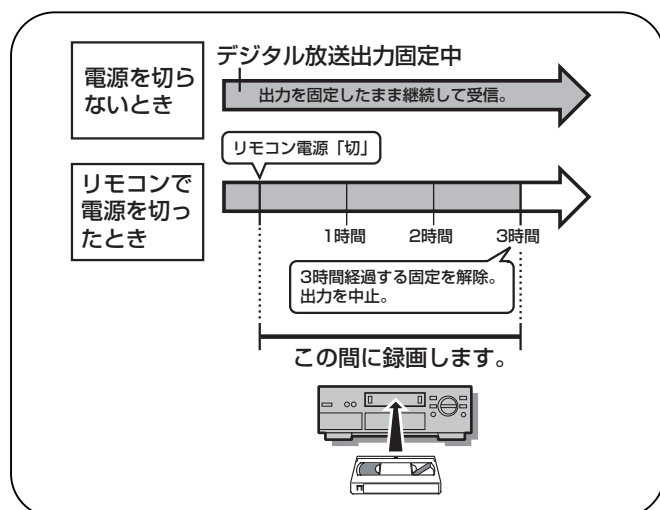 電源を切ら
ないとき
デジタル放送出力固定中
出力を固定したまま継続して受信。
リモコン電源「切」
リモコンで
電源を切っ
たとき
1時間
2時間
3時間
3時間経過する固定を解除。
出力を中止。
この間に録画します。